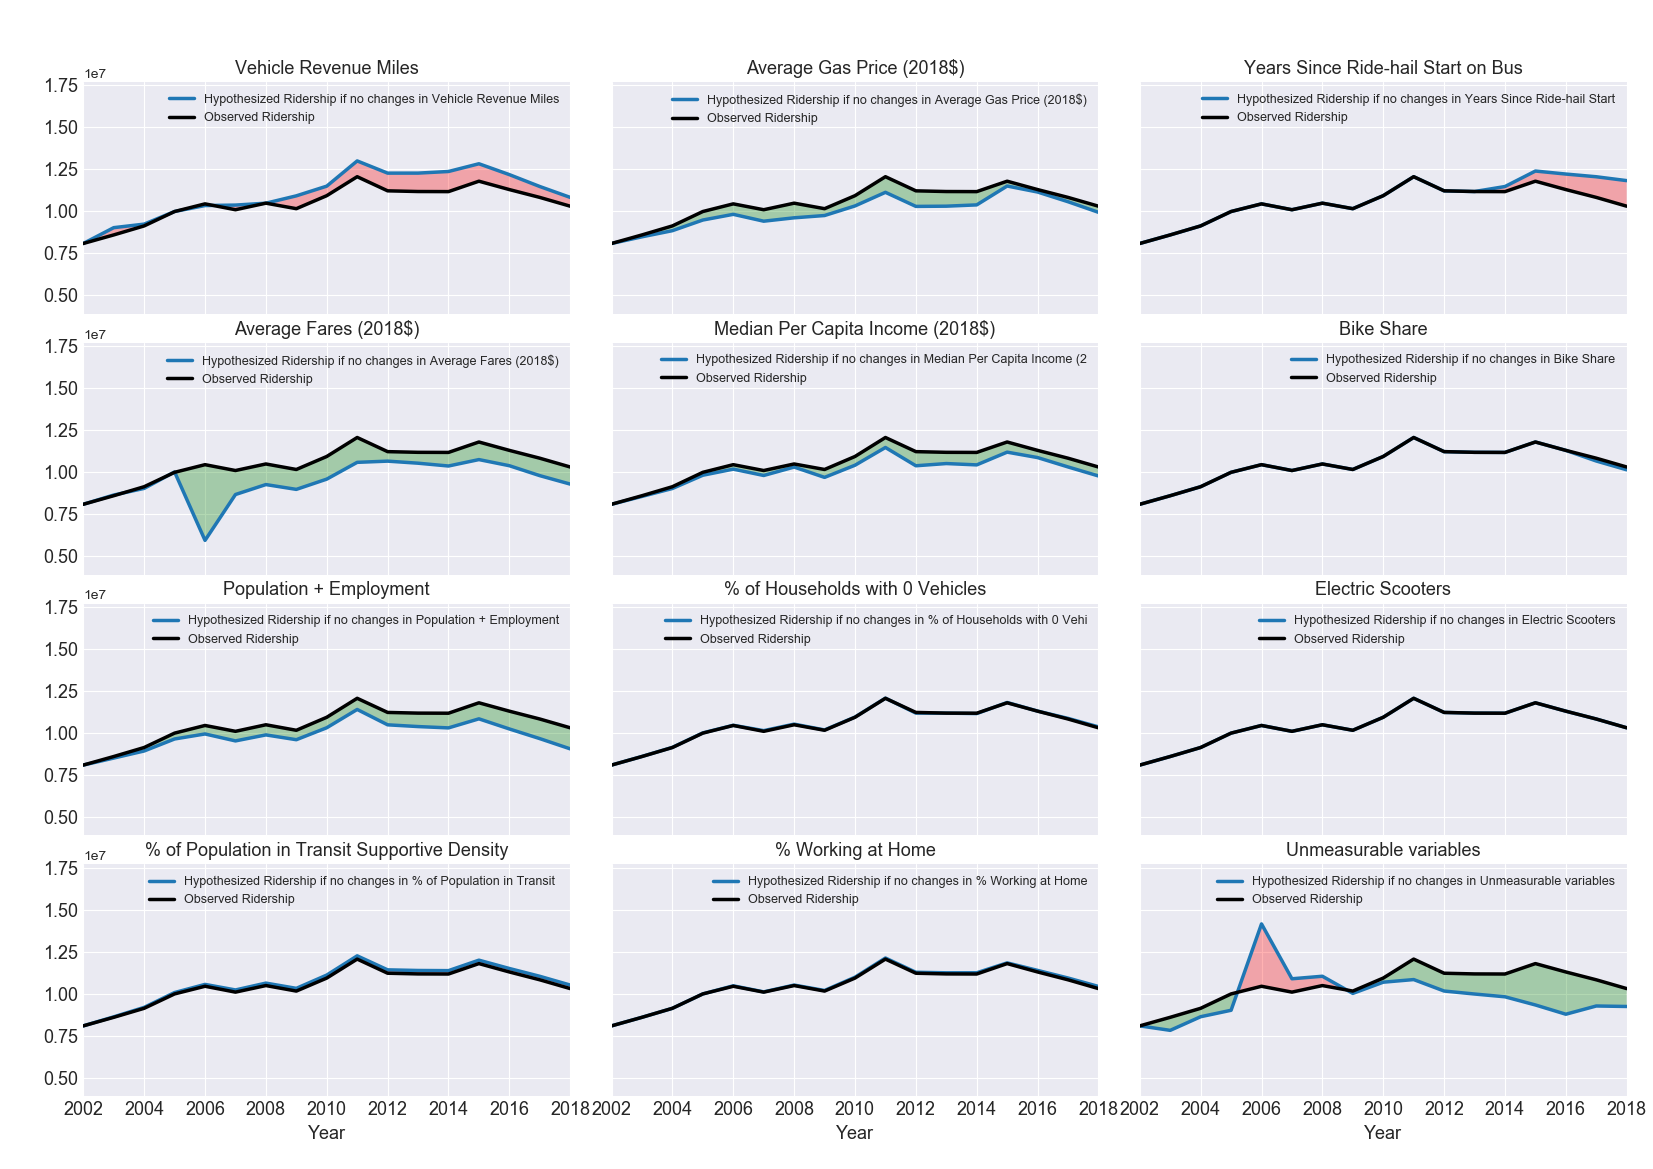 Vehicle Revenue Miles
1e7
1.75
1.50
1.25
1.00
0.75
0.50
Hypothesized Ridership if no changes in Vehicle Revenue Miles
Observed Ridership
Average Gas Price (2018$)
Hypothesized Ridership if no changes in Average Gas Price (2018$)
Observed Ridership
Years Since Ride-hail Start on Bus
Hypothesized Ridership if no changes in Years Since Ride-hail Start
Observed Ridership
Average Fares (2018$)
1e7
1.75
1.50
1.25
1.00
0.75
0.50
Hypothesized Ridership if no changes in Average Fares (2018$)
Observed Ridership
Median Per Capita Income (2018$)
Hypothesized Ridership if no changes in Median Per Capita Income (2
Observed Ridership
Bike Share
Hypothesized Ridership if no changes in Bike Share
Observed Ridership
Population + Employment
1e7
1.75
1.50
1.25
1.00
0.75
0.50
Hypothesized Ridership if no changes in Population + Employment
Observed Ridership
% of Households with 0 Vehicles
Hypothesized Ridership if no changes in % of Households with 0 Vehi
Observed Ridership
Electric Scooters
Hypothesized Ridership if no changes in Electric Scooters
Observed Ridership
% of Population in Transit Supportive Density
1e7
1.75
1.50
1.25
1.00
0.75
0.50
Hypothesized Ridership if no changes in % of Population in Transit
Observed Ridership
2002 2004 2006 2008 2010 2012 2014 2016 2018
Year
% Working at Home
Hypothesized Ridership if no changes in % Working at Home
Observed Ridership
2002 2004 2006 2008 2010 2012 2014 2016 2018
Year
Unmeasurable variables
Hypothesized Ridership if no changes in Unmeasurable variables
Observed Ridership
2002 2004 2006 2008 2010 2012 2014 2016 2018
Year